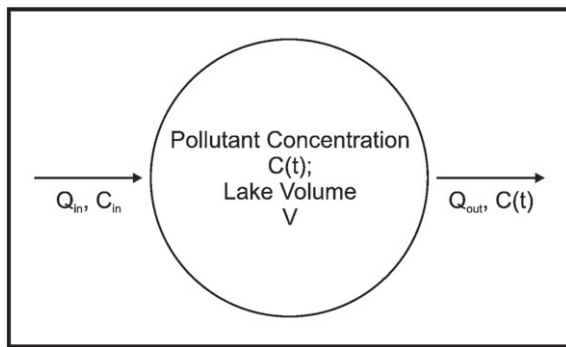 Pollutant Concentration
C(t);
Lake Volume
V
Q_in, C_in
Q_out, C(t)